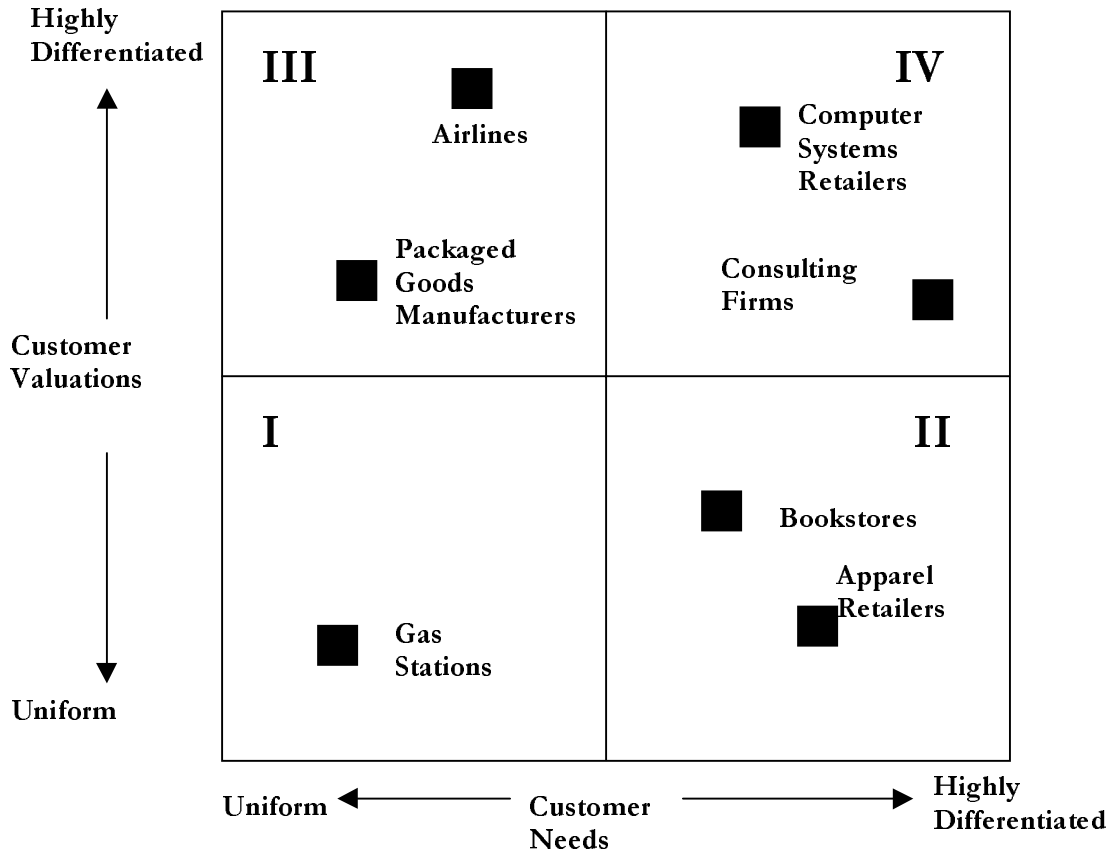 Highly
Differentiated
III
IV
Airlines
Computer
Systems
Retailers
Packaged
Goods
Manufacturers
Consulting
Firms
Customer
Valuations
I
II
Bookstores
Apparel
Retailers
Gas
Stations
Uniform
Uniform
Customer
Needs
Highly
Differentiated